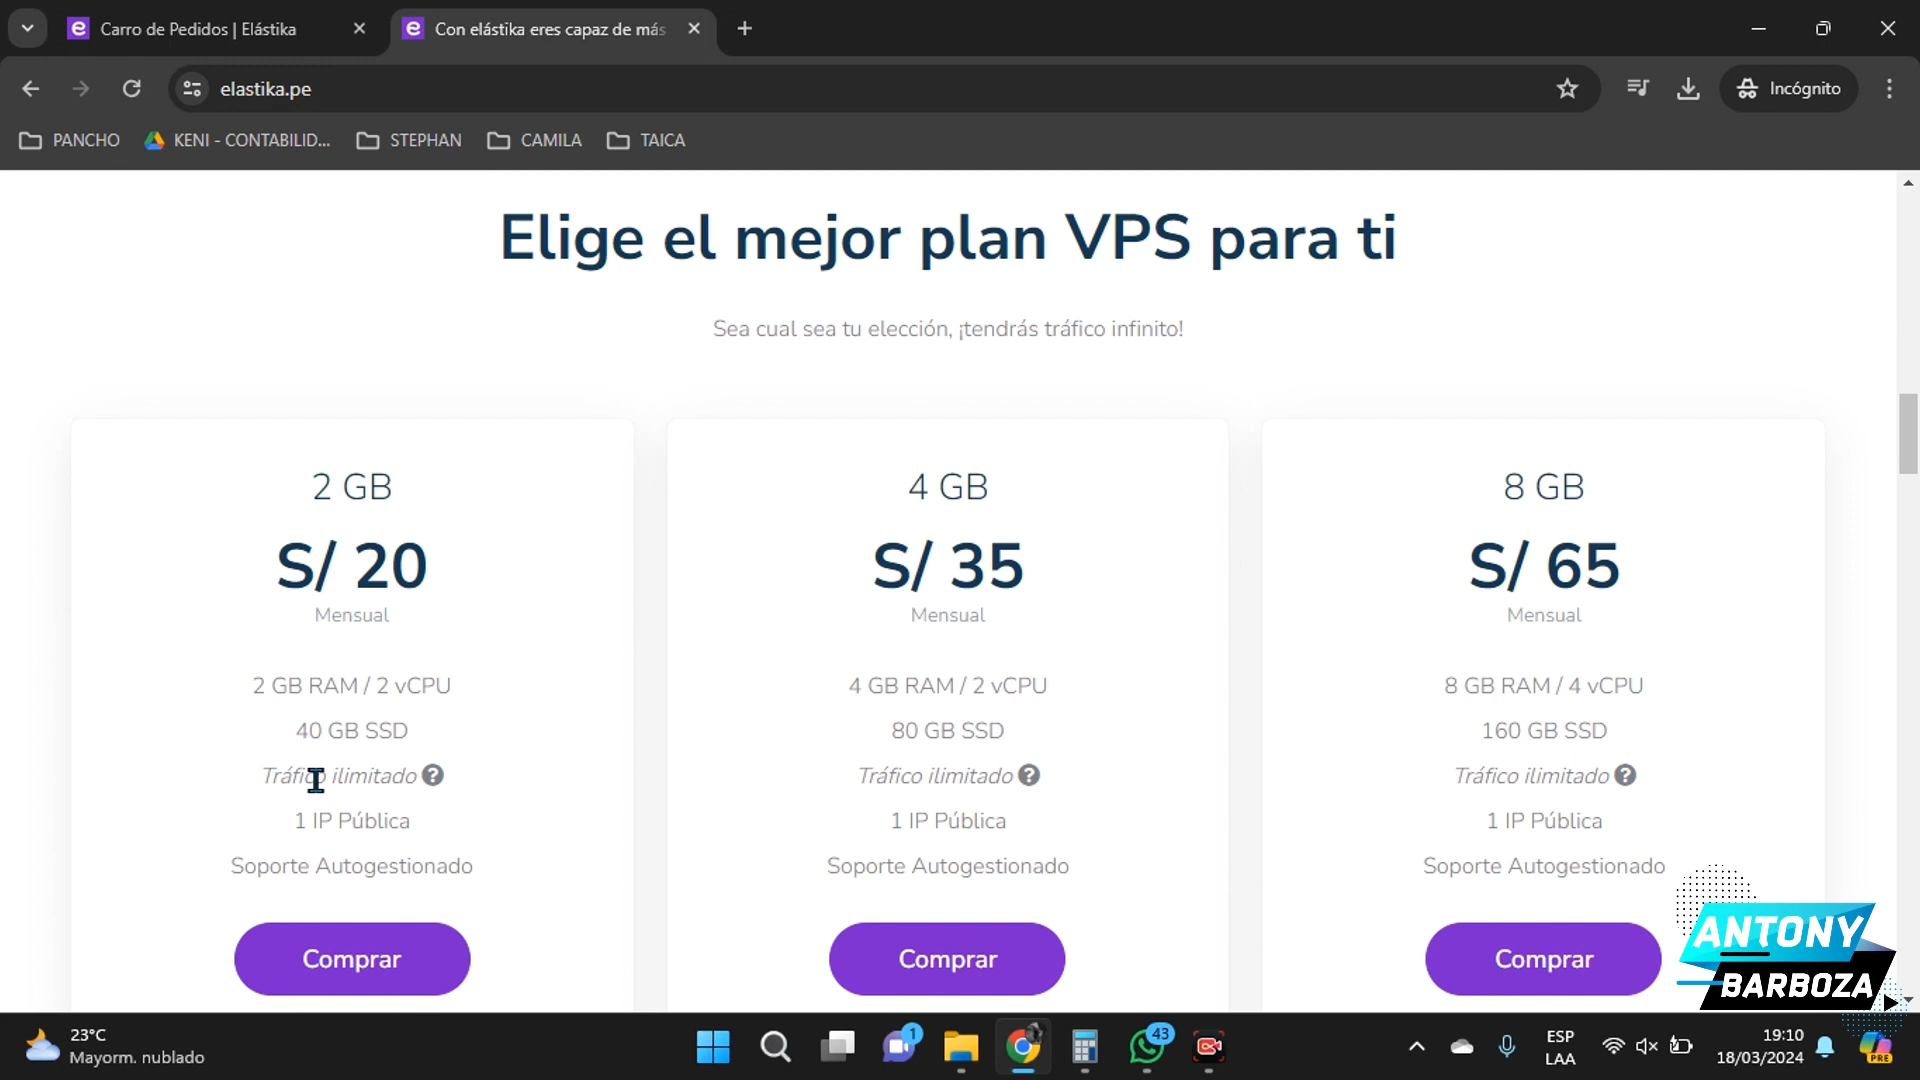 Carro de Pedidos | Elástika
Con elástika eres capaz de más
elastika.pe
Incógnito
PANCHO
KENI - CONTABILID...
STEPHAN
CAMILA
TAICA
Elige el mejor plan VPS para ti
Sea cual sea tu elección, ¡tendrás tráfico infinito!
2 GB
S/ 20
Mensual
2 GB RAM / 2 vCPU
40 GB SSD
Tráfico ilimitado ?
1 IP Pública
Soporte Autogestionado
Comprar
4 GB
S/ 35
Mensual
4 GB RAM / 2 vCPU
80 GB SSD
Tráfico ilimitado ?
1 IP Pública
Soporte Autogestionado
Comprar
8 GB
S/ 65
Mensual
8 GB RAM / 4 vCPU
160 GB SSD
Tráfico ilimitado ?
1 IP Pública
Soporte Autogestionado
Comprar
ANTONY
BARBOZA
23°C
Mayorm. nublado
1
43
ESP
LAA
19:10
18/03/2024
PRE